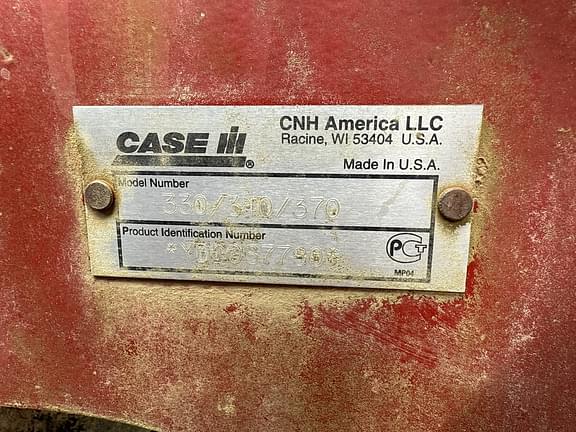 CASE IH ®
CNH America LLC
Racine, WI 53404 U.S.A.
Made In U.S.A.
Model Number
330/340/370
Product Identification Number
MP04